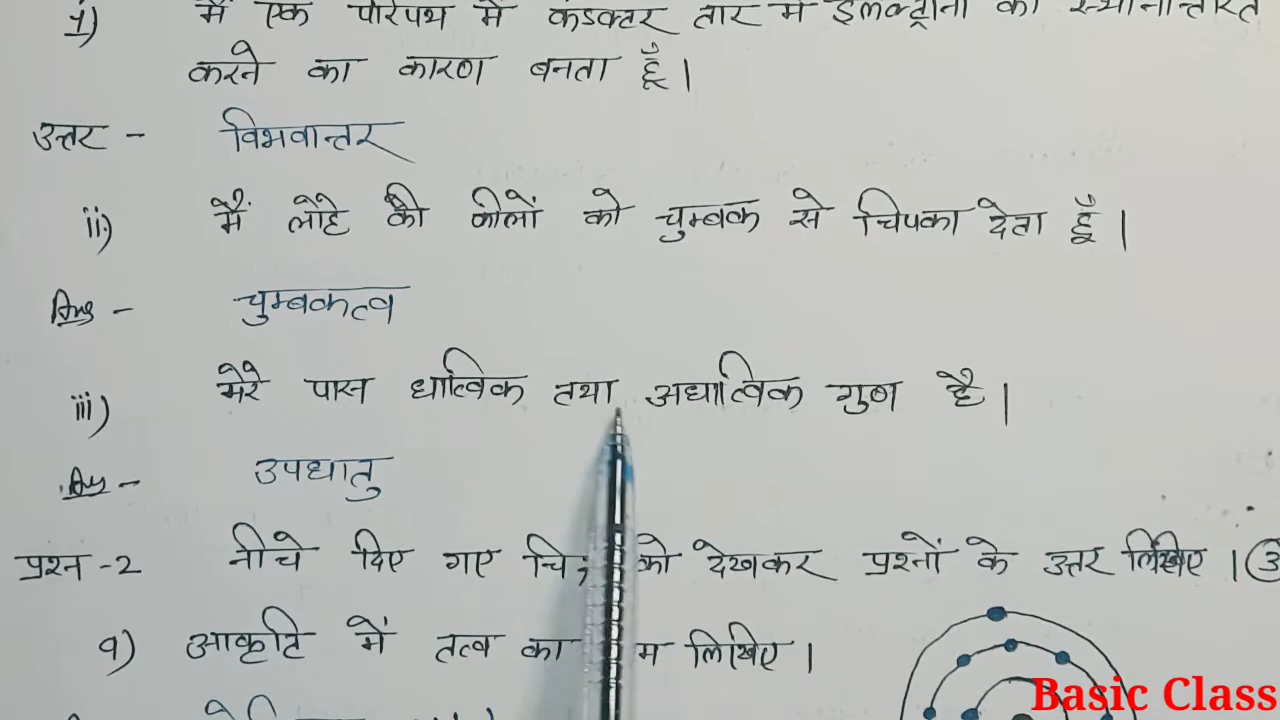 i) मैं एक परिपथ में कंडक्टर तार में इलेक्ट्रोनों को स्थानान्तरित
करने का कारण बनता हूँ।
उत्तर - विभवान्तर
ii) मैं लोहे की कीलों को चुम्बक से चिपका देता हूँ।
Ans - चुम्बकत्व
iii) मेरे पास धात्विक तथा अधात्विक गुण है।
Ans - उपधातु
प्रश्न -2 नीचे दिए गए को देखकर प्रश्नों के उत्तर लिखिए। (3
a) आकृति में तत्व का लिखिए।
Basic Class